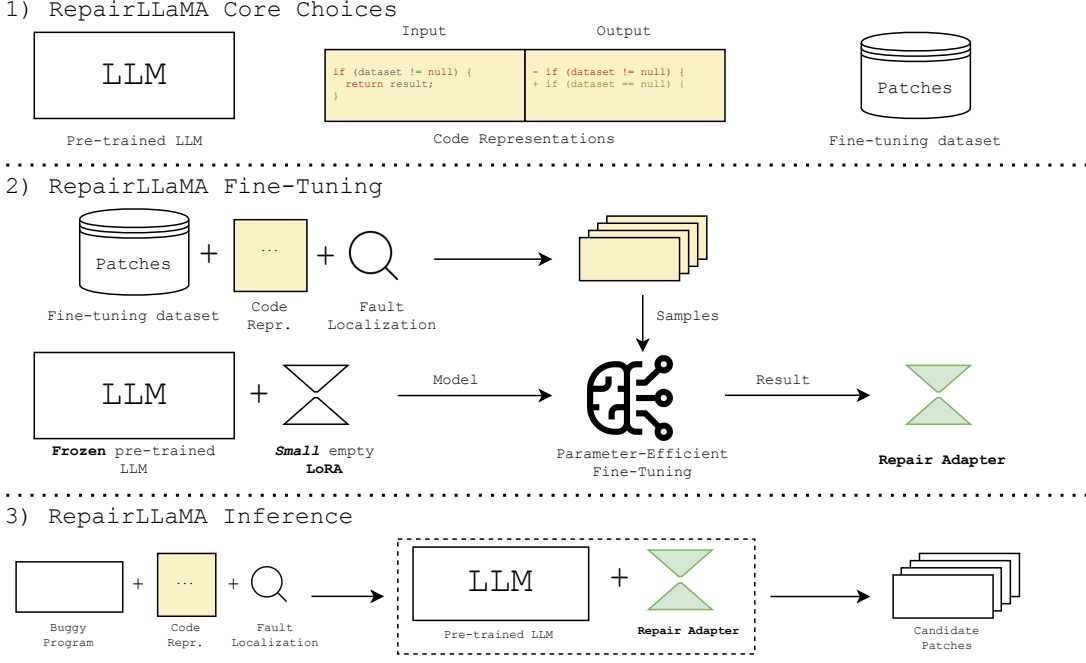 1) RepairLLaMA Core Choices
Input
Output
LLM
if (dataset != null) {
return result;
}
- if (dataset != null) {
+ if (dataset == null) {
Patches
Pre-trained LLM
Code Representations
Fine-tuning dataset
2) RepairLLaMA Fine-Tuning
Patches
+
...
+
Fine-tuning dataset
Code
Repr.
Fault
Localization
Samples
LLM
+
Model
Result
Frozen pre-trained
LLM
Small empty
LoRA
Parameter-Efficient
Fine-Tuning
Repair Adapter
3) RepairLLaMA Inference
+
...
+
LLM
+
Buggy
Program
Code
Repr.
Fault
Localization
Pre-trained LLM
Repair Adapter
Candidate
Patches